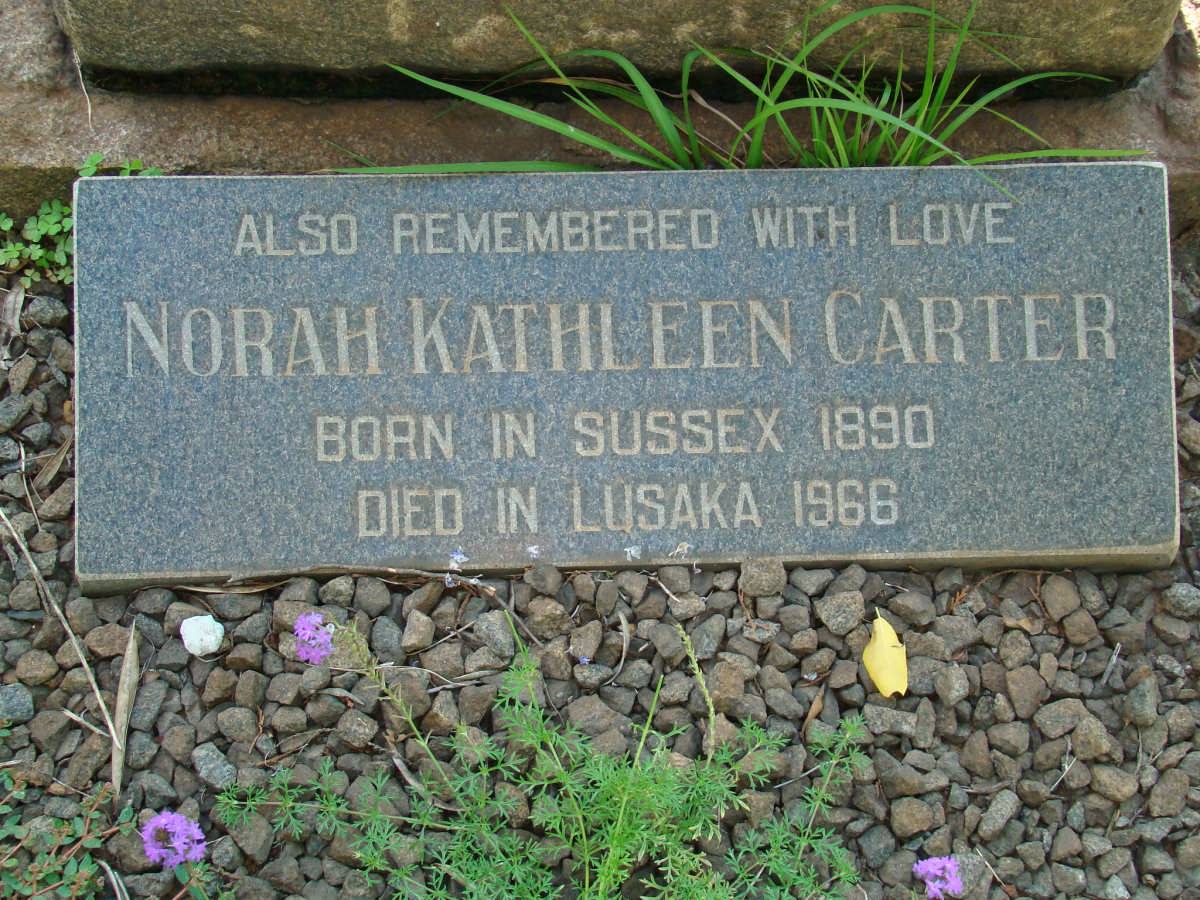 ALSO REMEMBERED WITH LOVE
NORAH KATHLEEN CARTER
BORN IN SUSSEX 1890
DIED IN LUSAKA 1966